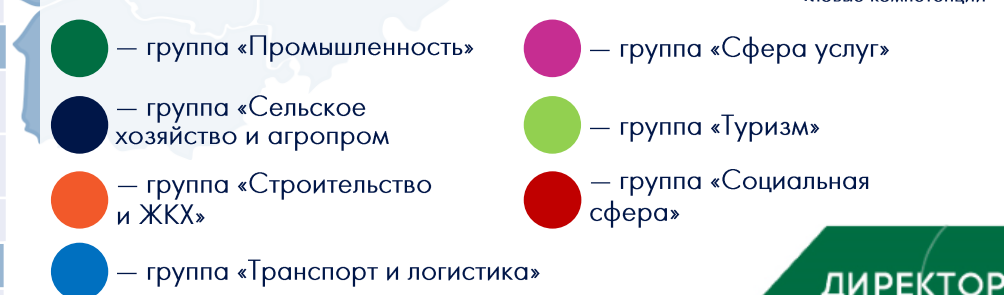 — группа «Промышленность»
— группа «Сельское
хозяйство и агропром
— группа «Строительство
и ЖКХ»
— группа «Транспорт и логистика»
— группа «Сфера услуг»
— группа «Туризм»
— группа «Социальная
сфера»
ДИРЕКТОР